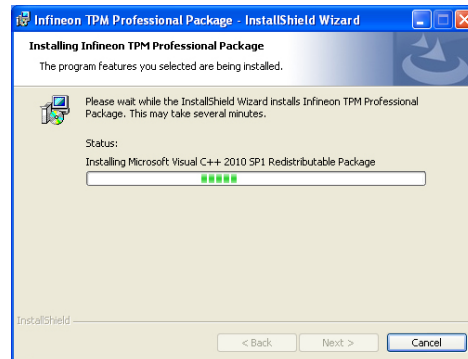 Infineon TPM Professional Package - InstallShield Wizard
Installing Infineon TPM Professional Package
The program features you selected are being installed.
Please wait while the InstallShield Wizard installs Infineon TPM Professional
Package. This may take several minutes.
Status:
Installing Microsoft Visual C++ 2010 SP1 Redistributable Package
InstallShield
< Back Next > Cancel